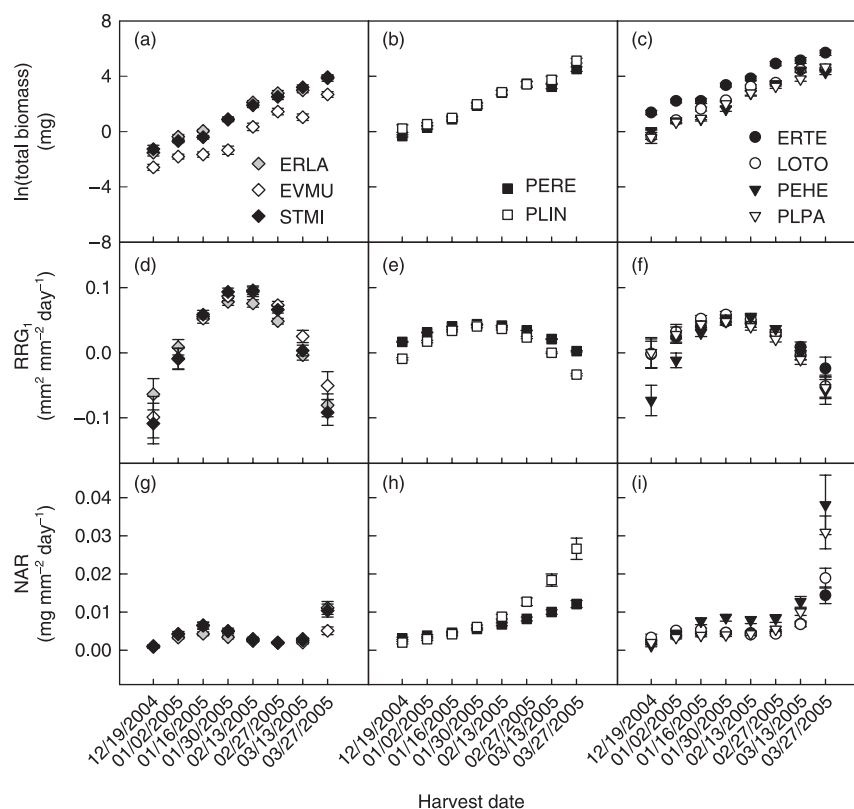 (a) (b) (c)
8
4
0
−4
−8
ln(total biomass)
(mg)
ERLA
EVMU
STMI
PERE
PLIN
ERTE
LOTO
PEHE
PLPA
(d) (e) (f)
0.1
0.0
−0.1
RRG1
(mm² mm⁻² day⁻¹)
(g) (h) (i)
0.04
0.03
0.02
0.01
0.00
NAR
(mg mm⁻² day⁻¹)
12/19/2004 01/02/2005 01/16/2005 01/30/2005 02/13/2005 02/27/2005 03/13/2005 03/27/2005
12/19/2004 01/02/2005 01/16/2005 01/30/2005 02/13/2005 02/27/2005 03/13/2005 03/27/2005
12/19/2004 01/02/2005 01/16/2005 01/30/2005 02/13/2005 02/27/2005 03/13/2005 03/27/2005
Harvest date